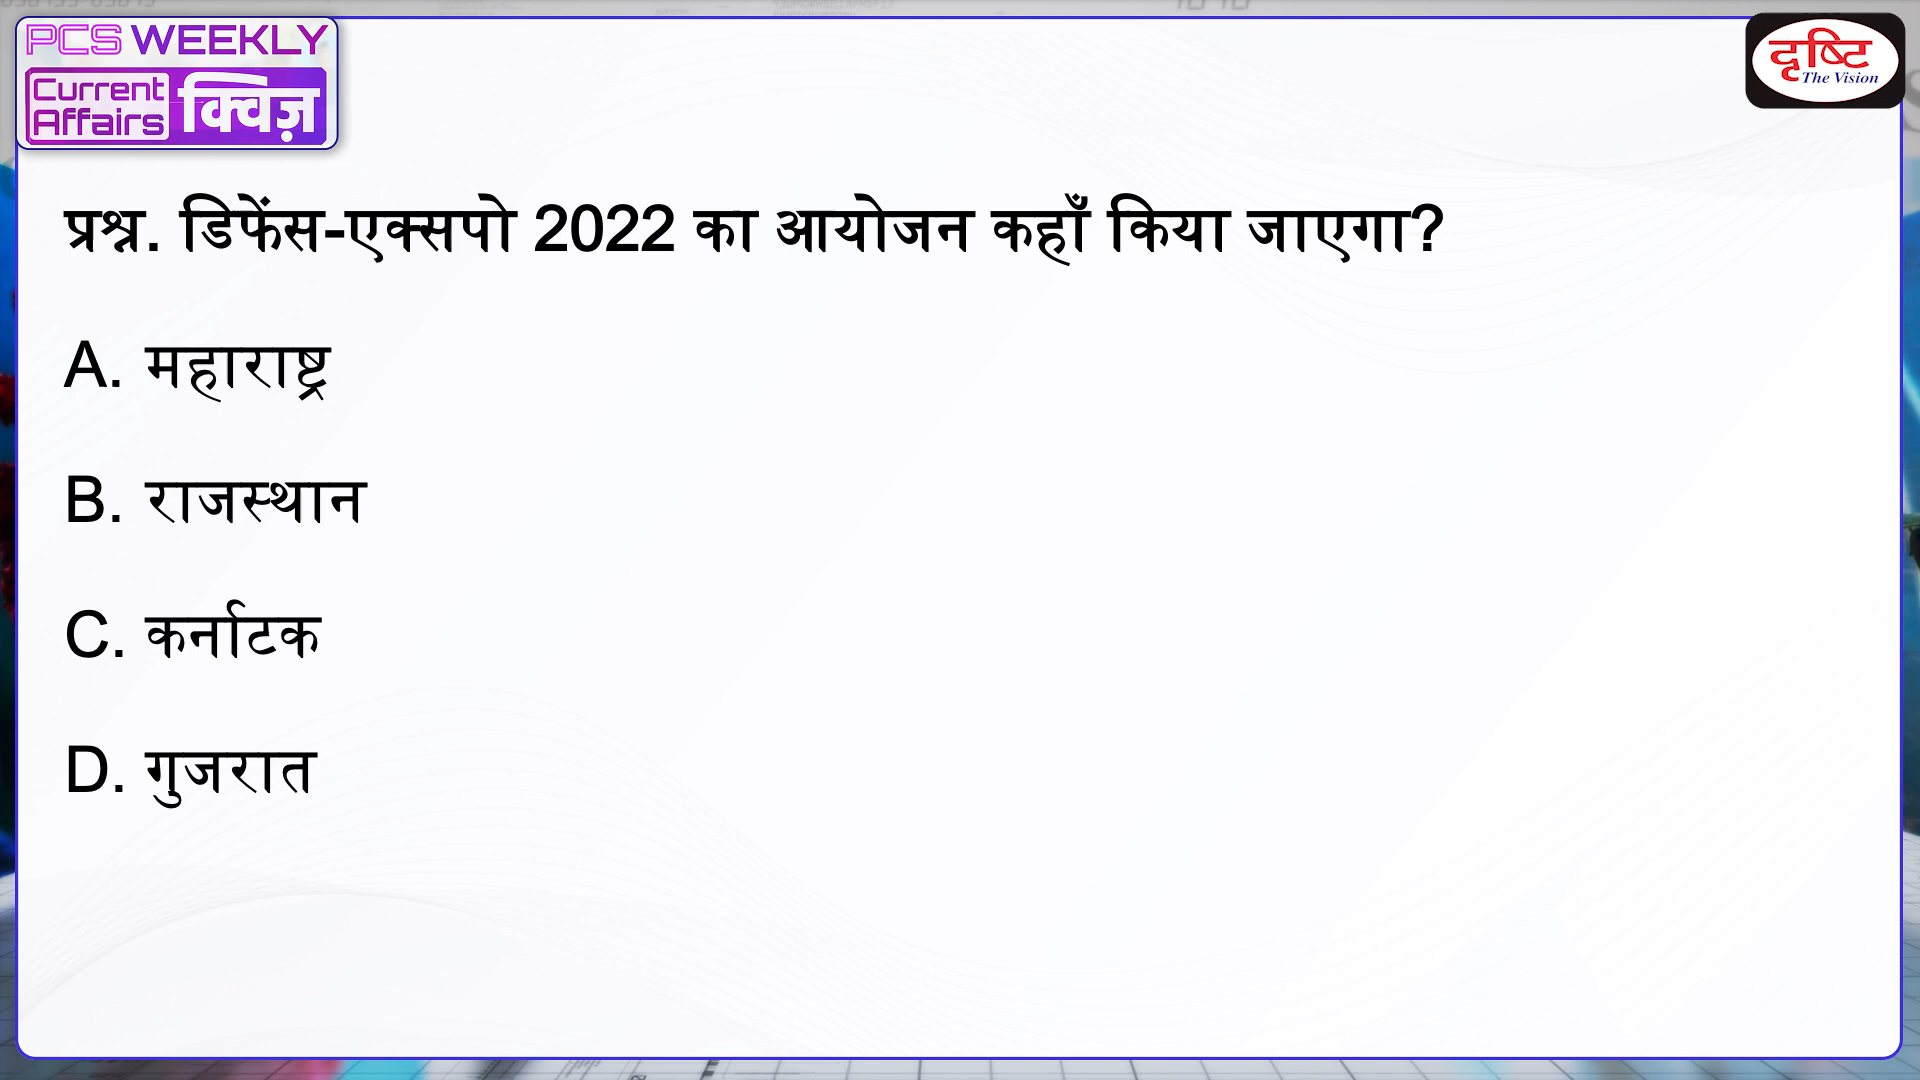 PCS WEEKLY
Current Affairs क्विज़
दृष्टि
The Vision
प्रश्न. डिफेंस-एक्सपो 2022 का आयोजन कहाँ किया जाएगा?
A. महाराष्ट्र
B. राजस्थान
C. कर्नाटक
D. गुजरात